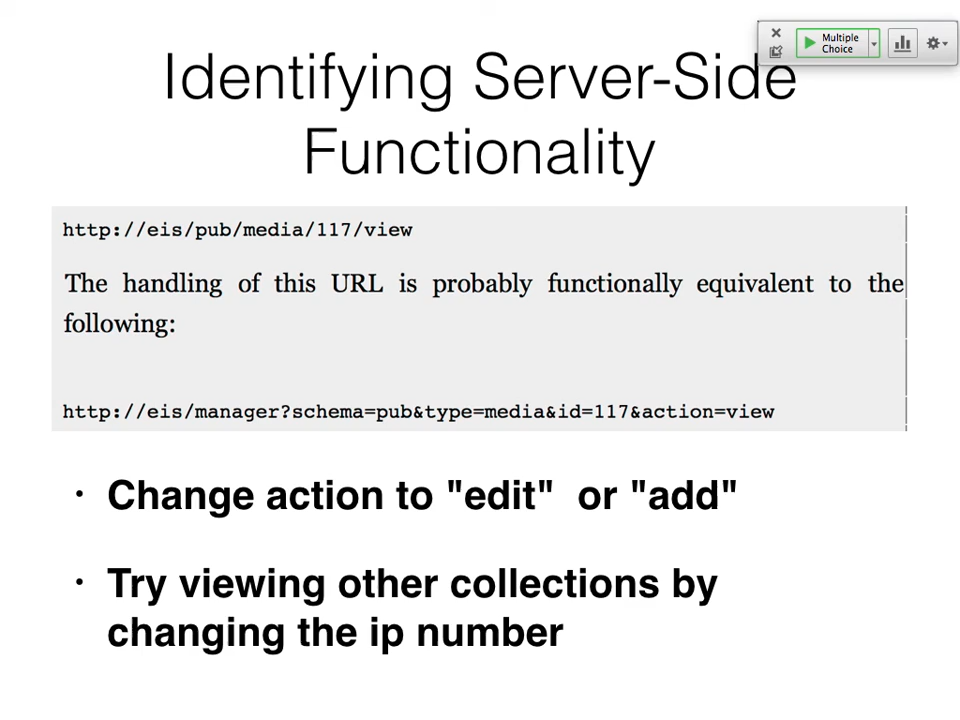 Multiple
Choice
Identifying Server-Side
Functionality
http://eis/pub/media/117/view
The handling of this URL is probably functionally equivalent to the
following:
http://eis/manager?schema=pub&type=media&id=117&action=view
• Change action to "edit"  or "add"
• Try viewing other collections by
changing the ip number